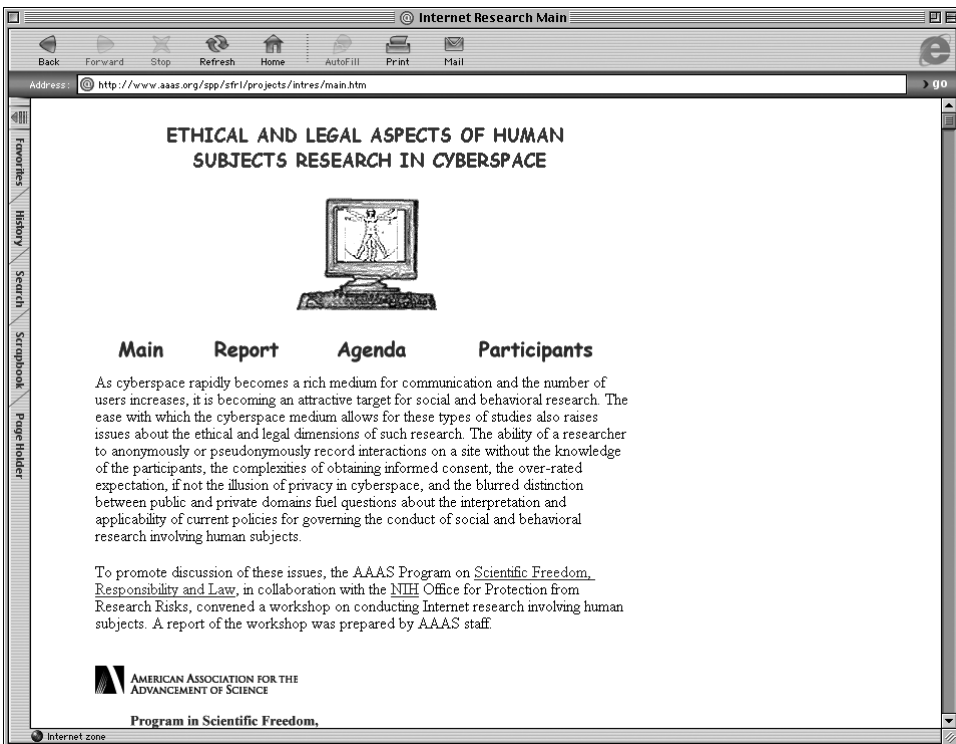 @ Internet Research Main
Back Forward Stop Refresh Home AutoFill Print Mail
Address: @ http://www.aaas.org/spp/sfrl/projects/intres/main.htm go
Favorites
History
Search
Scrapbook
Page Holder
ETHICAL AND LEGAL ASPECTS OF HUMAN
SUBJECTS RESEARCH IN CYBERSPACE
Main Report Agenda Participants
As cyberspace rapidly becomes a rich medium for communication and the number of
users increases, it is becoming an attractive target for social and behavioral research. The
ease with which the cyberspace medium allows for these types of studies also raises
issues about the ethical and legal dimensions of such research. The ability of a researcher
to anonymously or pseudonymously record interactions on a site without the knowledge
of the participants, the complexities of obtaining informed consent, the over-rated
expectation, if not the illusion of privacy in cyberspace, and the blurred distinction
between public and private domains fuel questions about the interpretation and
applicability of current policies for governing the conduct of social and behavioral
research involving human subjects.
To promote discussion of these issues, the AAAS Program on Scientific Freedom,
Responsibility and Law, in collaboration with the NIH Office for Protection from
Research Risks, convened a workshop on conducting Internet research involving human
subjects. A report of the workshop was prepared by AAAS staff.
AMERICAN ASSOCIATION FOR THE
ADVANCEMENT OF SCIENCE
Program in Scientific Freedom,
Internet zone